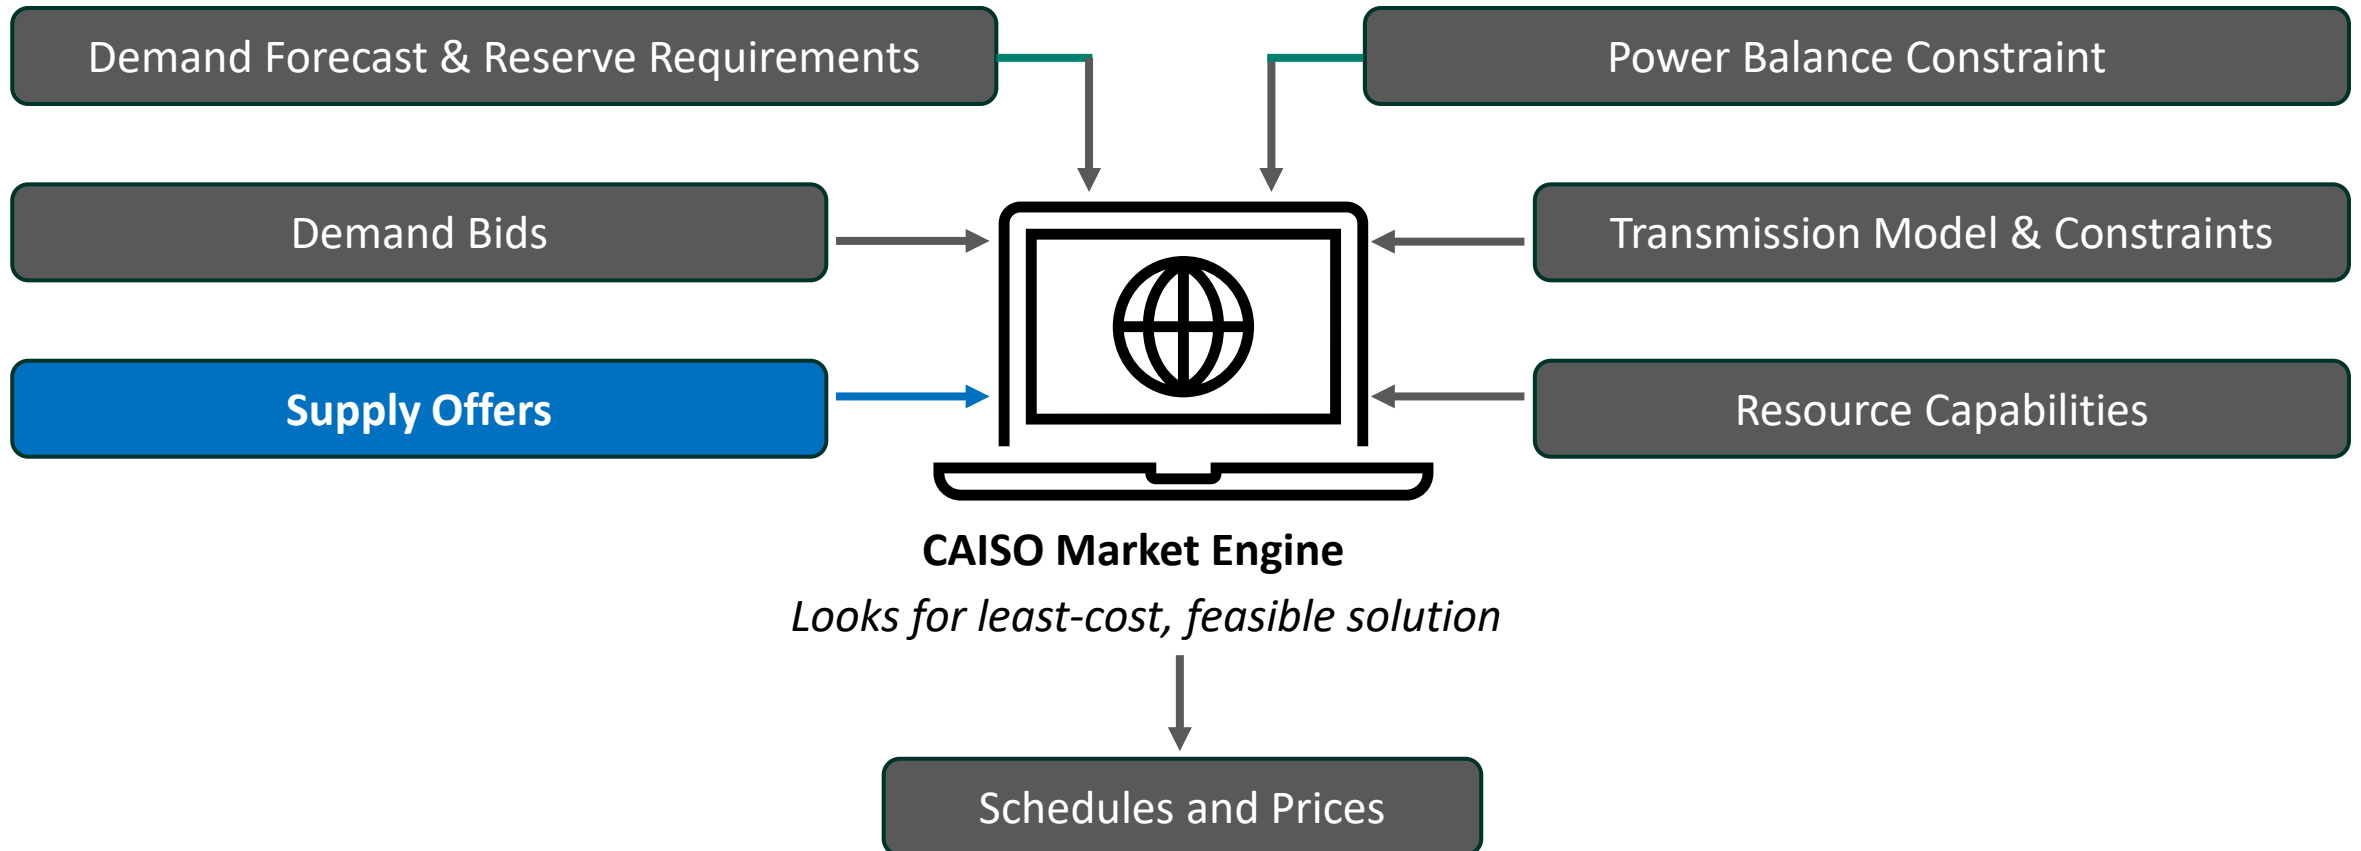 Demand Forecast & Reserve Requirements
Power Balance Constraint
Demand Bids
Transmission Model & Constraints
Supply Offers
Resource Capabilities
CAISO Market Engine
Looks for least-cost, feasible solution
Schedules and Prices